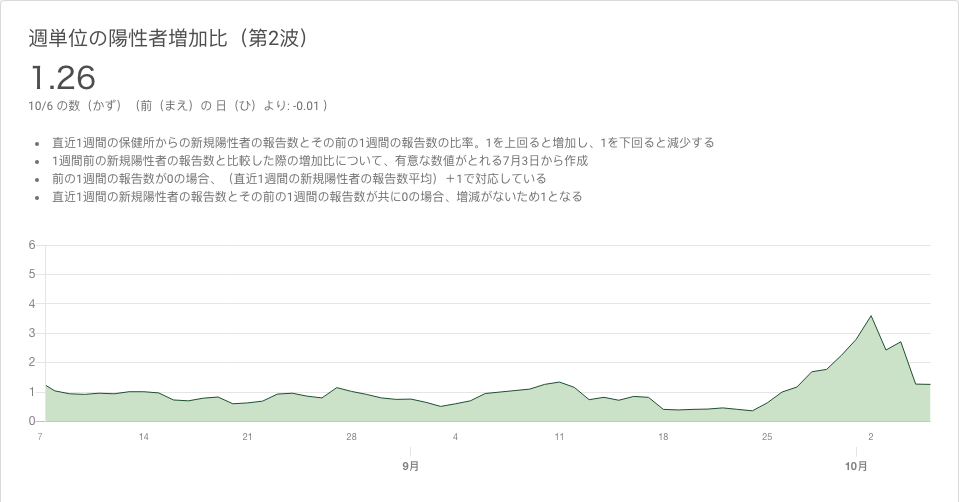 週単位の陽性者増加比（第2波）
1.26
10/6 の数（かず）（前（まえ）の 日（ひ）より: -0.01 ）
• 直近1週間の保健所からの新規陽性者の報告数とその前の1週間の報告数の比率。1を上回ると増加し、1を下回ると減少する
• 1週間前の新規陽性者の報告数と比較した際の増加比について、有意な数値がとれる7月3日から作成
• 前の1週間の報告数が0の場合、（直近1週間の新規陽性者の報告数平均）＋1で対応している
• 直近1週間の新規陽性者の報告数とその前の1週間の報告数が共に0の場合、増減がないため1となる
6
5
4
3
2
1
0
7 14 21 28 4 11 18 25 2
9月 10月